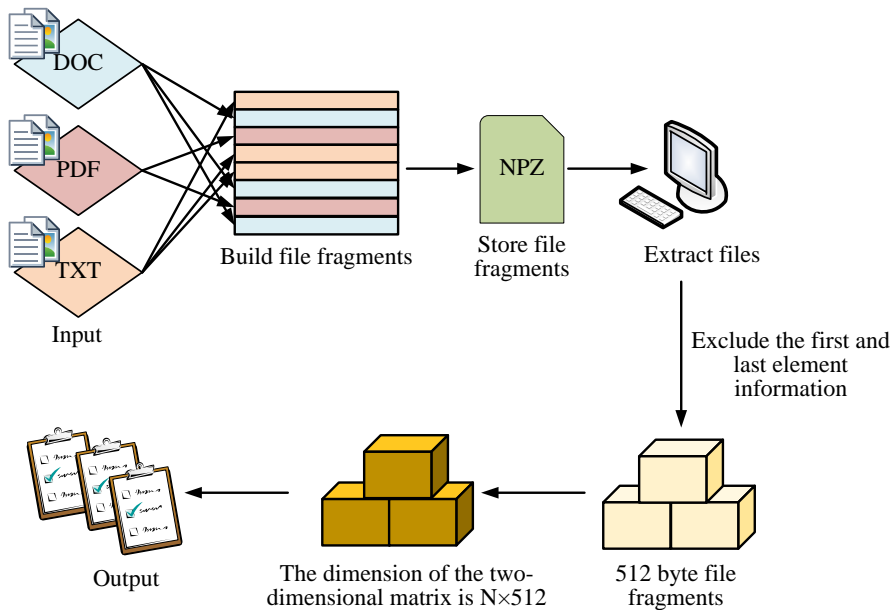 DOC
PDF
TXT
Input
Build file fragments
NPZ
Store file
fragments
Extract files
Exclude the first and
last element
information
512 byte file
fragments
The dimension of the two-
dimensional matrix is N×512
Output